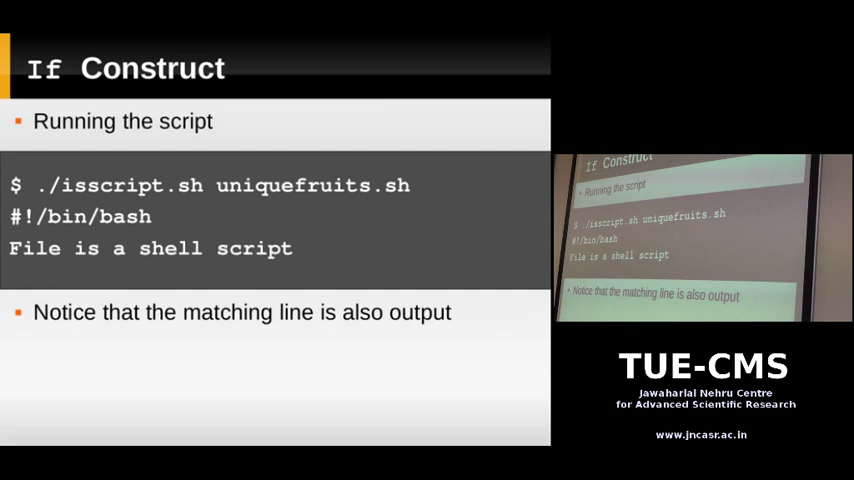 If Construct
Running the script
$ ./isscript.sh uniquefruits.sh
#!/bin/bash
File is a shell script
Notice that the matching line is also output
If Construct
Running the script
$ ./isscript.sh uniquefruits.sh
#!/bin/bash
File is a shell script
Notice that the matching line is also output
TUE-CMS
Jawaharlal Nehru Centre
for Advanced Scientific Research
www.jncasr.ac.in